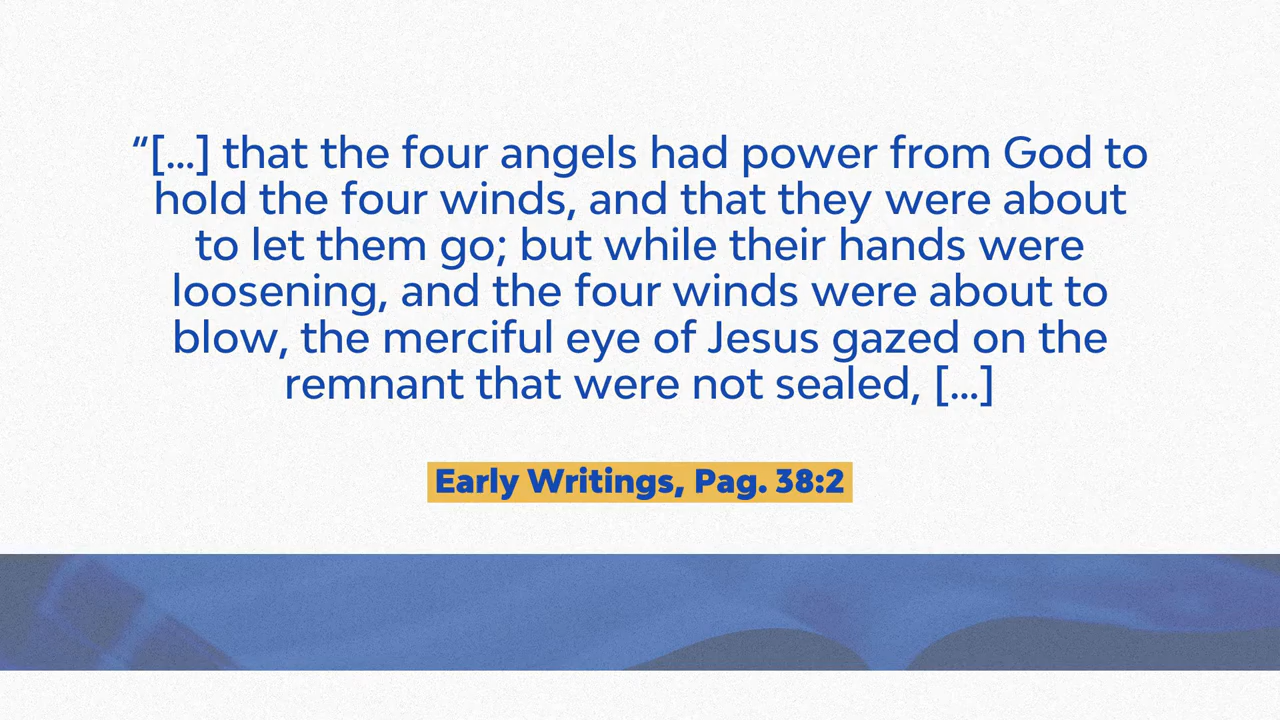 “[...] that the four angels had power from God to
hold the four winds, and that they were about
to let them go; but while their hands were
loosening, and the four winds were about to
blow, the merciful eye of Jesus gazed on the
remnant that were not sealed, [...]
Early Writings, Pag. 38:2